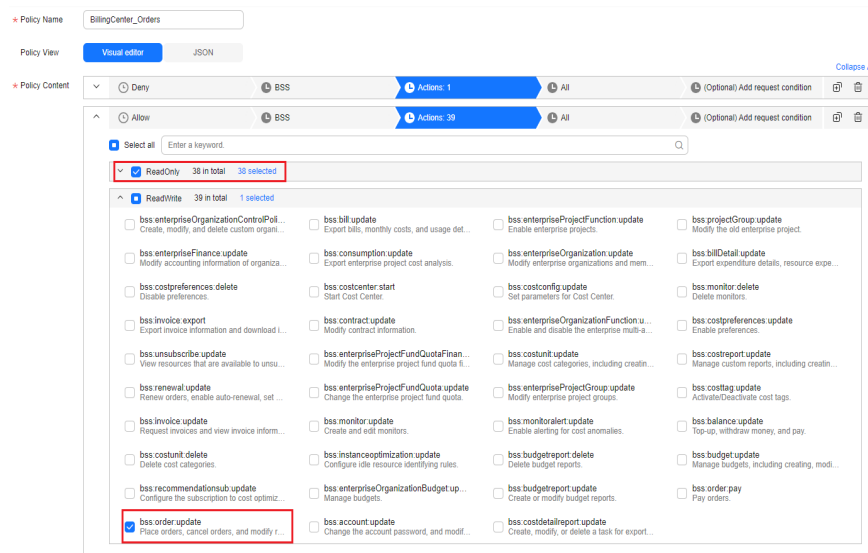 * Policy Name BillingCenter_Orders
Policy View Visual editor JSON
Collapse
* Policy Content Deny BSS Actions: 1 All (Optional) Add request condition
Allow BSS Actions: 39 All (Optional) Add request condition
Select all Enter a keyword.
ReadOnly 38 in total 38 selected
ReadWrite 39 in total 1 selected
bss:enterpriseOrganizationControlPoli... bss:bill:update bss:enterpriseProjectFunction:update bss:projectGroup:update
Create, modify, and delete custom organi... Export bills, monthly costs, and usage det... Enable enterprise projects. Modify the old enterprise project.
bss:enterpriseFinance:update bss:consumption:update bss:enterpriseOrganization:update bss:billDetail:update
Modify accounting information of organiza... Export enterprise project cost analysis. Modify enterprise organizations and mem... Export expenditure details, resource expe...
bss:costpreferences:delete bss:costcenter:start bss:costconfig:update bss:monitor:delete
Disable preferences. Start Cost Center. Set parameters for Cost Center. Delete monitors.
bss:invoice:export bss:contract:update bss:enterpriseOrganizationFunction:u... bss:costpreferences:update
Export invoice information and download i... Modify contract information. Enable and disable the enterprise multi-a... Enable preferences.
bss:unsubscribe:update bss:enterpriseProjectFundQuotaFinan... bss:costunit:update bss:costreport:update
View resources that are available to unsu... Modify the enterprise project fund quota fi... Manage cost categories, including creatin... Manage custom reports, including creatin...
bss:renewal:update bss:enterpriseProjectFundQuota:update bss:enterpriseProjectGroup:update bss:costtag:update
Renew orders, enable auto-renewal, set ... Change the enterprise project fund quota. Modify enterprise project groups. Activate/Deactivate cost tags.
bss:invoice:update bss:monitor:update bss:monitoralert:update bss:balance:update
Request invoices and view invoice inform... Create and edit monitors. Enable alerting for cost anomalies. Top-up, withdraw money, and pay.
bss:costunit:delete bss:instanceoptimization:update bss:budgetreport:delete bss:budget:update
Delete cost categories. Configure idle resource identifying rules. Delete budget reports. Manage budgets, including creating, modi...
bss:recommendationsub:update bss:enterpriseOrganizationBudget:up... bss:budgetreport:update bss:order:pay
Configure the subscription to cost optimiz... Manage budgets. Create or modify budget reports. Pay orders.
bss:order:update bss:account:update bss:costdetailreport:update
Place orders, cancel orders, and modify r... Change the account password, and modif... Create, modify, or delete a task for export...